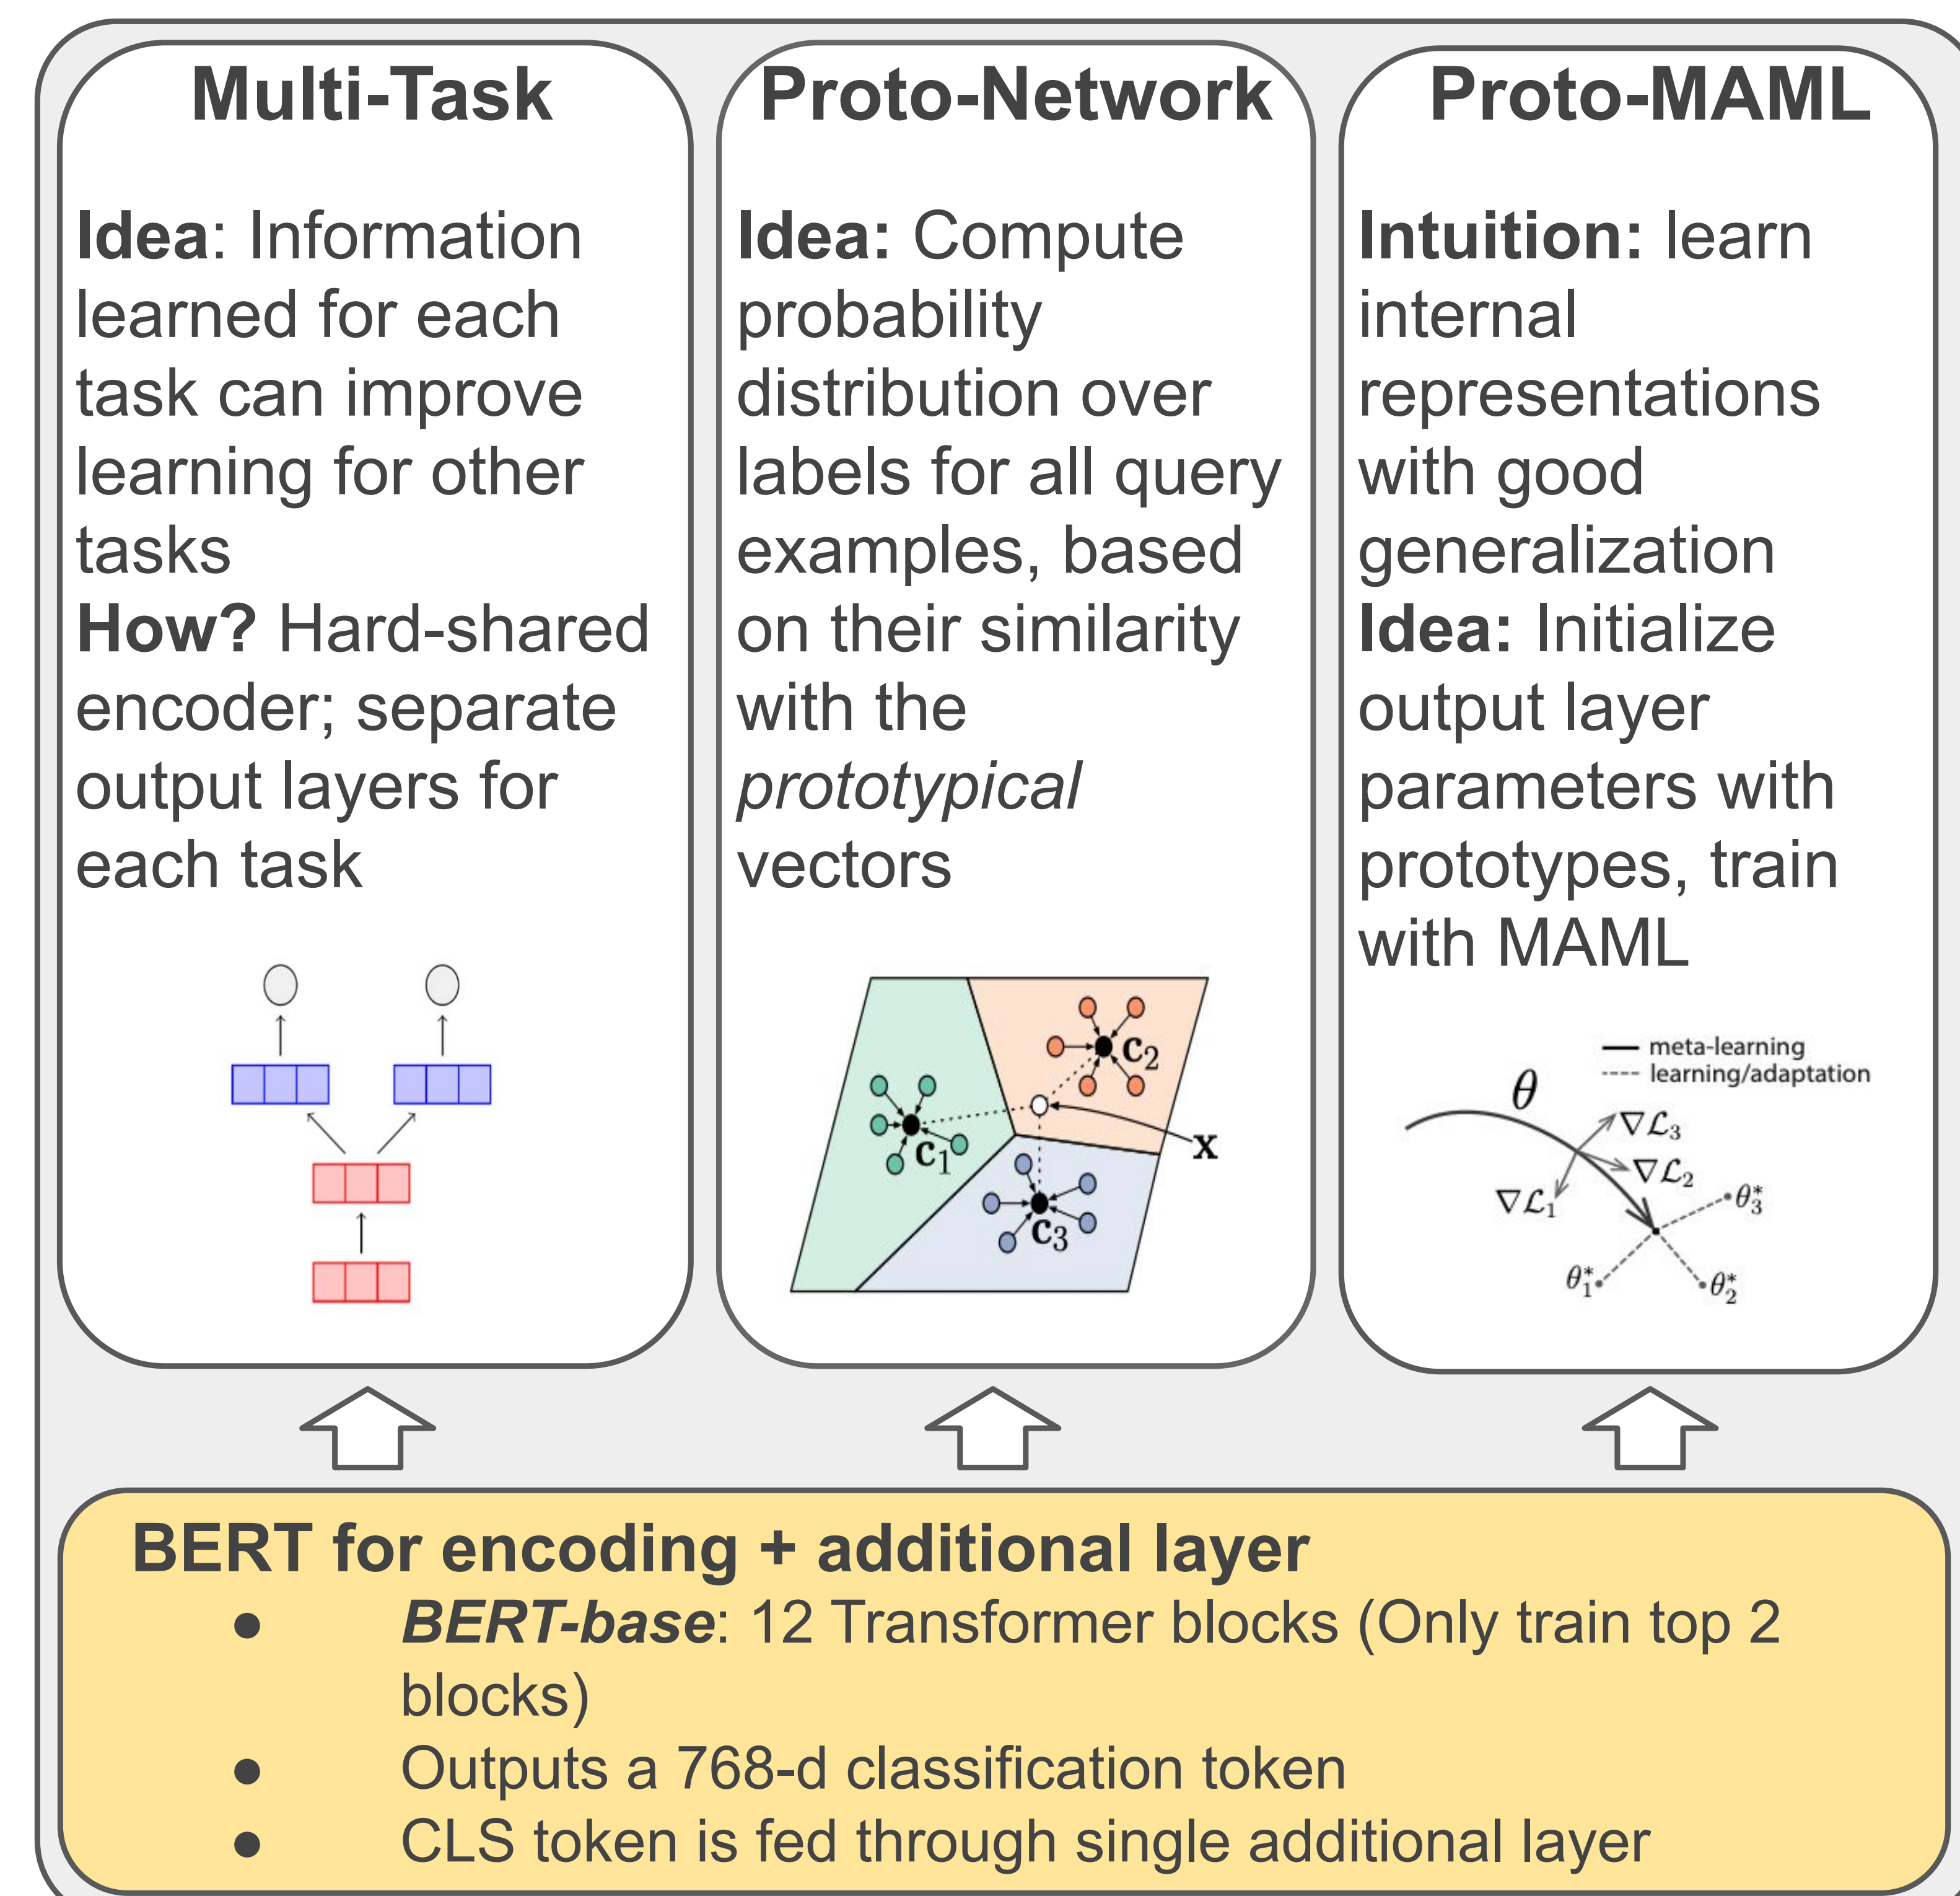 Multi-Task
Idea: Information
learned for each
task can improve
learning for other
tasks
How? Hard-shared
encoder; separate
output layers for
each task
Proto-Network
Idea: Compute
probability
distribution over
labels for all query
examples, based
on their similarity
with the
prototypical
vectors
c₂
c₁
x
c₃
Proto-MAML
Intuition: learn
internal
representations
with good
generalization
Idea: Initialize
output layer
parameters with
prototypes, train
with MAML
meta-learning
learning/adaptation
θ
∇ℒ₃
∇ℒ₂
∇ℒ₁
θ₃*
θ₁*
θ₂*
BERT for encoding + additional layer
● BERT-base: 12 Transformer blocks (Only train top 2
blocks)
● Outputs a 768-d classification token
● CLS token is fed through single additional layer